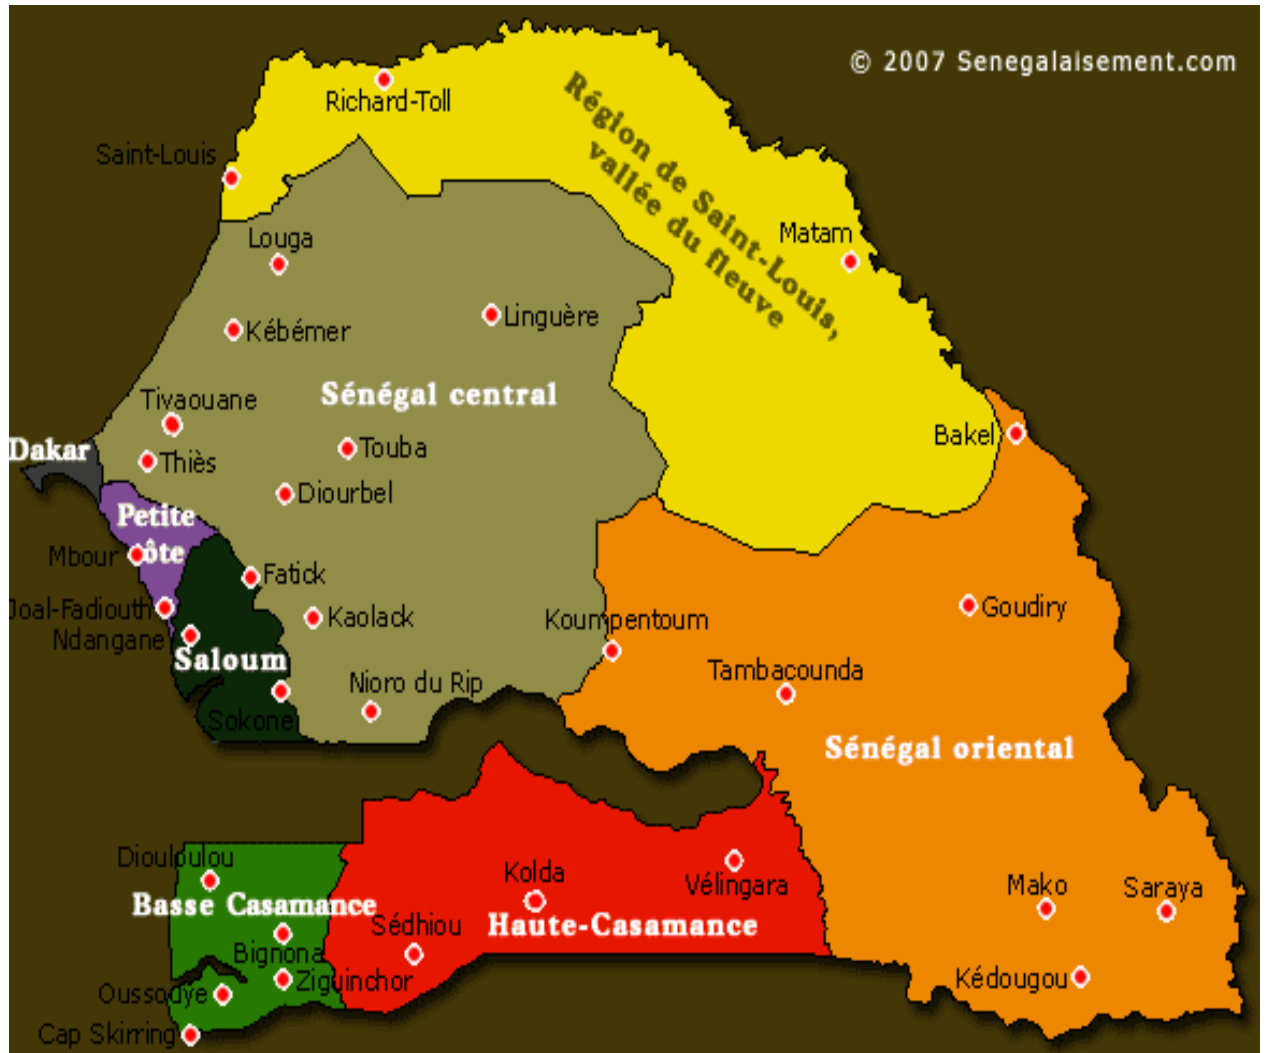 © 2007 Senegalaisement.com
Richard-Toll
Région de Saint-Louis,
vallée du fleuve
Saint-Louis
Matam
Louga
Linguère
Kébémer
Sénégal central
Tivaouane
Bakel
Dakar
Touba
Thiès
Diourbel
Petite
ôte
Mbour
Fatick
Joal-Fadiouth
Goudiry
Kaolack
Koumpentoum
Ndangane
Saloum
Tambacounda
Nioro du Rip
Sokone
Sénégal oriental
Diouloulou
Kolda
Vélingara
Mako
Saraya
Basse Casamance
Sédhiou
Haute-Casamance
Bignona
Ziguinchor
Kédougou
Oussouye
Cap Skirring